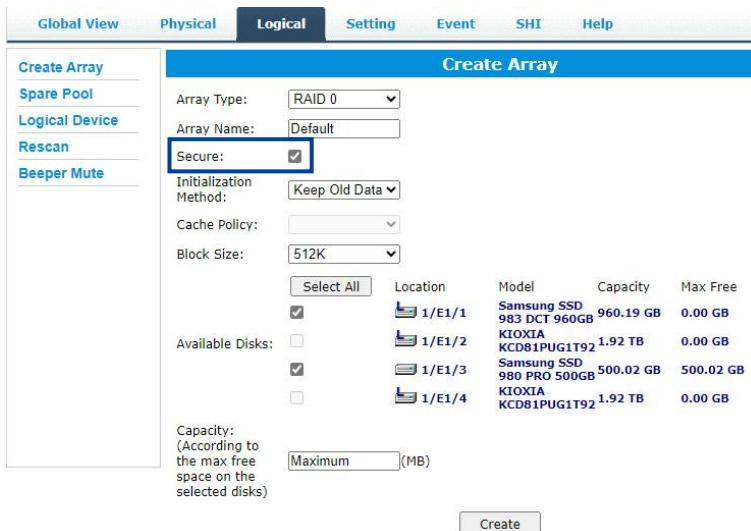 Global View Physical Logical Setting Event SHI Help
Create Array
Spare Pool
Logical Device
Rescan
Beeper Mute
Create Array
Array Type: RAID 0
Array Name: Default
Secure:
Initialization
Method: Keep Old Data
Cache Policy:
Block Size: 512K
Select All Location Model Capacity Max Free
Available Disks:
1/E1/1 Samsung SSD
983 DCT 960GB 960.19 GB 0.00 GB
1/E1/2 KIOXIA
KCD81PUG1T92 1.92 TB 0.00 GB
1/E1/3 Samsung SSD
980 PRO 500GB 500.02 GB 500.02 GB
1/E1/4 KIOXIA
KCD81PUG1T92 1.92 TB 0.00 GB
Capacity:
(According to
the max free
space on the
selected disks)
Maximum (MB)
Create